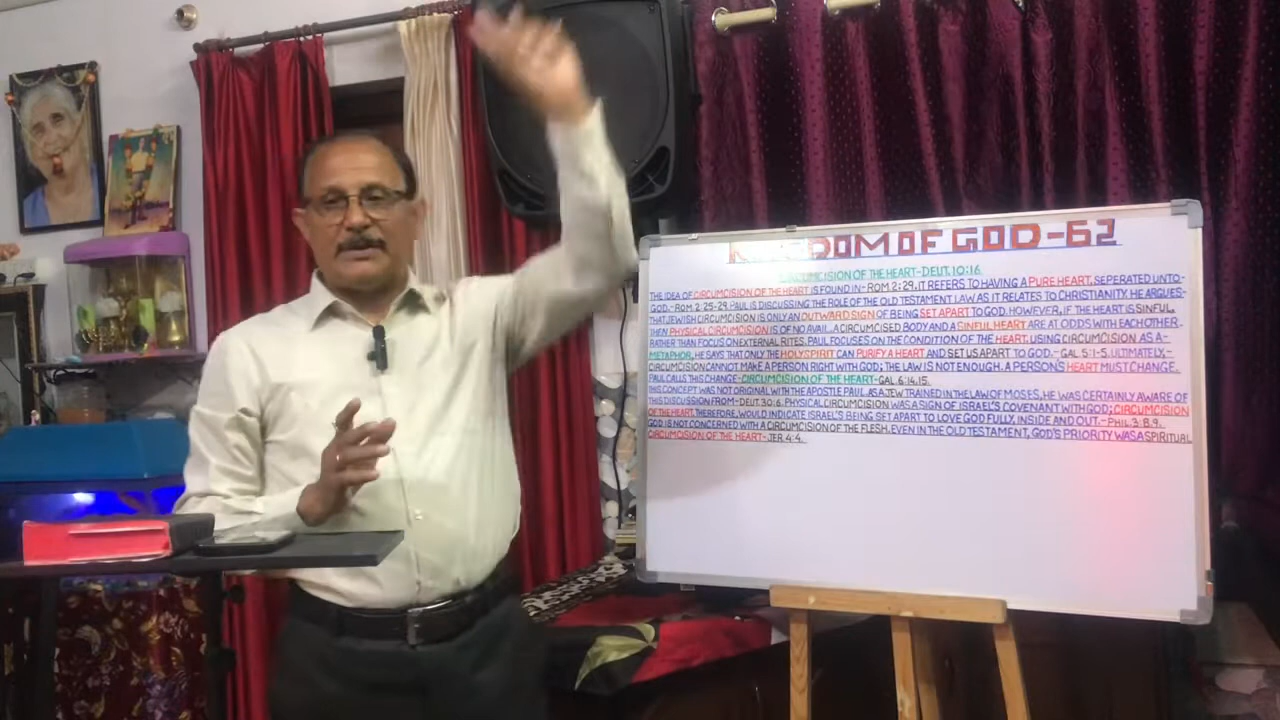 KINGDOM OF GOD-62
CIRCUMCISION OF THE HEART-DEUT.10:16.
THE IDEA OF CIRCUMCISION OF THE HEART IS FOUND IN-ROM.2:29. IT REFERS TO HAVING A PURE HEART, SEPERATED UNTO-
GOD.-ROM.2:25-29. PAUL IS DISCUSSING THE ROLE OF THE OLD TESTAMENT LAW AS IT RELATES TO CHRISTIANITY. HE ARGUES-
THAT JEWISH CIRCUMCISION IS ONLY AN OUTWARD SIGN OF BEING SET APART TO GOD. HOWEVER, IF THE HEART IS SINFUL,
THEN PHYSICAL CIRCUMCISION IS OF NO AVAIL. A CIRCUMCISED BODY AND A SINFUL HEART ARE AT ODDS WITH EACH OTHER.
RATHER THAN FOCUS ON EXTERNAL RITES, PAUL FOCUSES ON THE CONDITION OF THE HEART. USING CIRCUMCISION AS A-
METAPHOR, HE SAYS THAT ONLY THE HOLY SPIRIT CAN PURIFY A HEART AND SET US APART TO GOD.-GAL.5:1-5. ULTIMATELY,-
CIRCUMCISION CANNOT MAKE A PERSON RIGHT WITH GOD; THE LAW IS NOT ENOUGH. A PERSON'S HEART MUST CHANGE.
PAUL CALLS THIS CHANGE-CIRCUMCISION OF THE HEART-GAL.6:14,15.
THIS CONCEPT WAS NOT ORIGINAL WITH THE APOSTLE PAUL. AS A JEW TRAINED IN THE LAW OF MOSES, HE WAS CERTAINLY AWARE OF
THIS DISCUSSION FROM-DEUT.30:6. PHYSICAL CIRCUMCISION WAS A SIGN OF ISRAEL'S COVENANT WITH GOD; CIRCUMCISION
OF THE HEART, THEREFORE, WOULD INDICATE ISRAEL'S BEING SET APART TO LOVE GOD FULLY, INSIDE AND OUT.-PHIL.3:8,9.
GOD IS NOT CONCERNED WITH A CIRCUMCISION OF THE FLESH. EVEN IN THE OLD TESTAMENT, GOD'S PRIORITY WAS A SPIRITUAL
CIRCUMCISION OF THE HEART-JER.4:4.